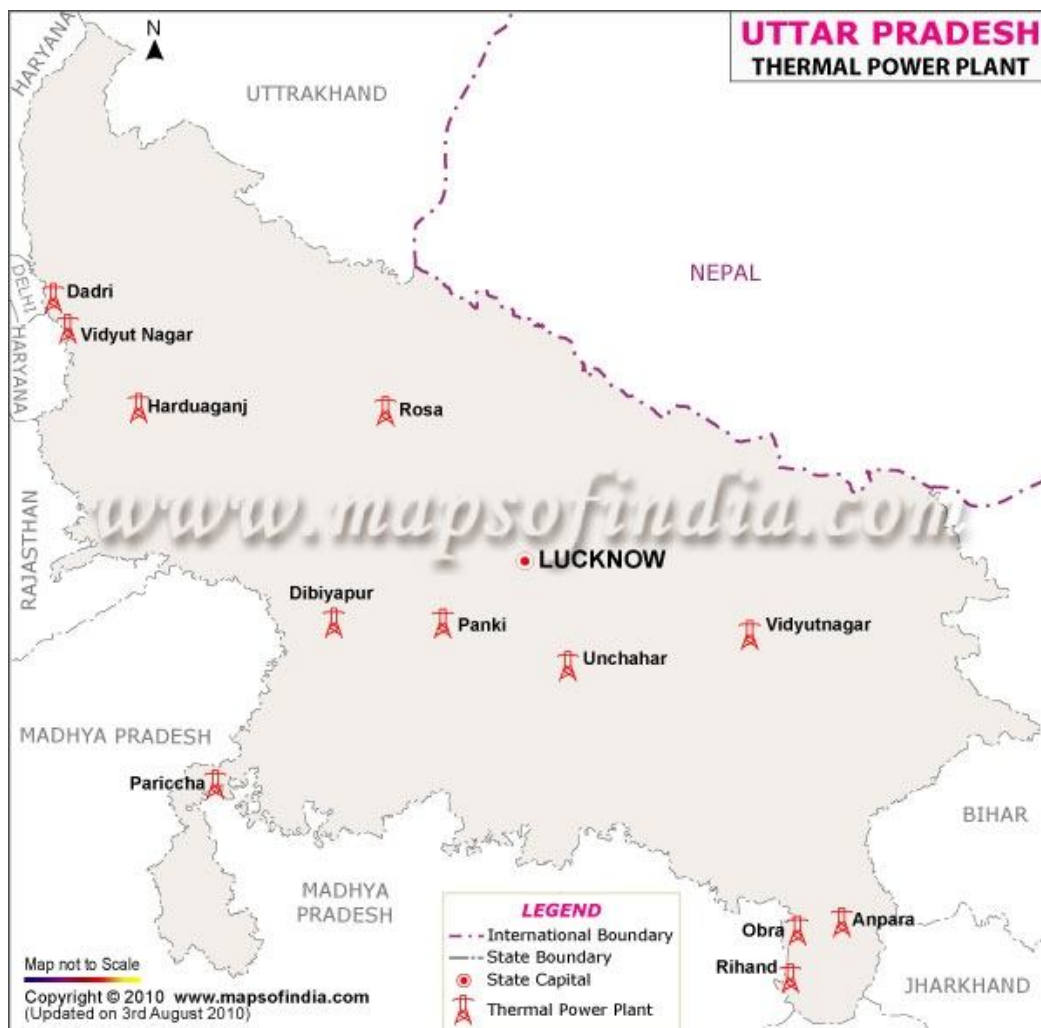 UTTAR PRADESH
THERMAL POWER PLANT
N
HARYANA
UTTRAKHAND
NEPAL
DELHI
Dadri
HARYANA
Vidyut Nagar
Harduaganj
Rosa
RAJASTHAN
www.mapsofindia.com
LUCKNOW
Dibiyapur
Panki
Vidyutnagar
Unchahar
MADHYA PRADESH
Pariccha
BIHAR
MADHYA
PRADESH
Obra
Anpara
Rihand
JHARKHAND
LEGEND
International Boundary
State Boundary
State Capital
Thermal Power Plant
Map not to Scale
Copyright © 2010 www.mapsofindia.com
(Updated on 3rd August 2010)